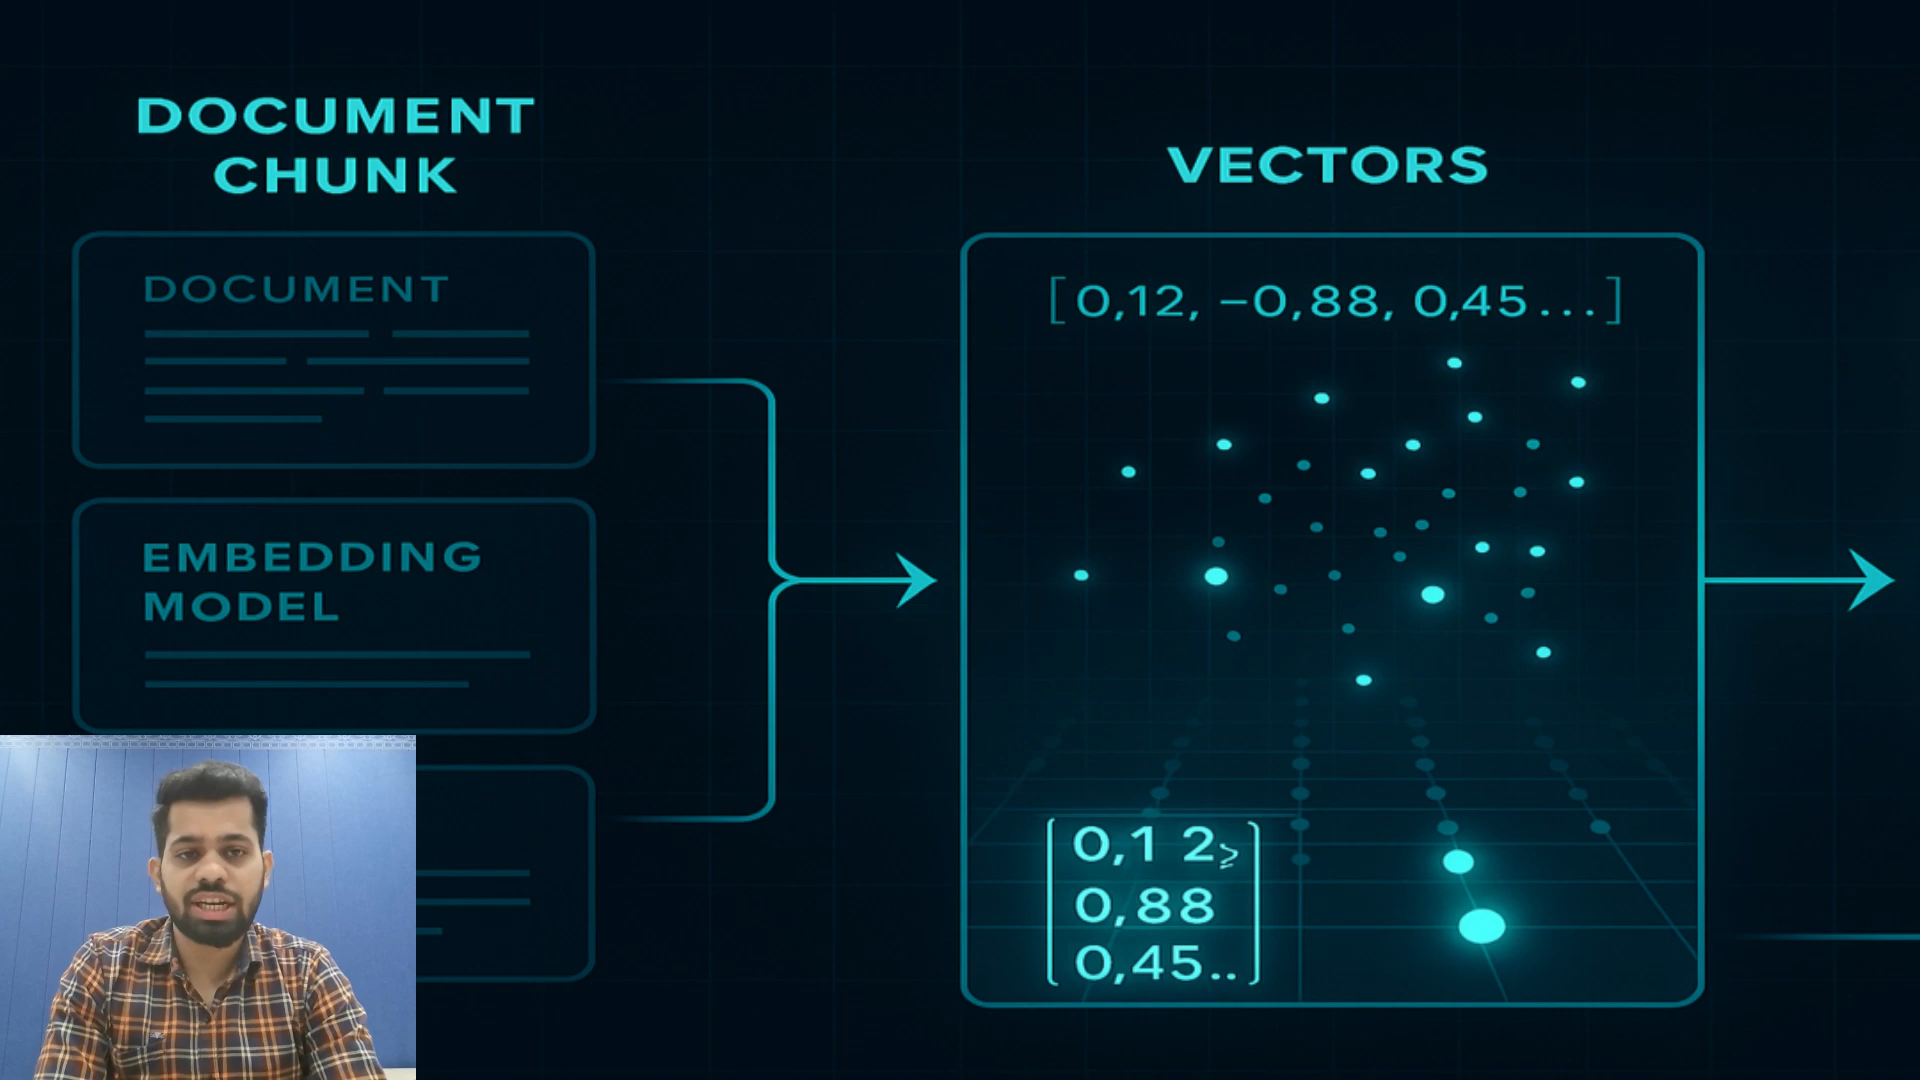 DOCUMENT
CHUNK
DOCUMENT
EMBEDDING
MODEL
VECTORS
[0,12, −0,88, 0,45...]
0,1 2
0,88
0,45..